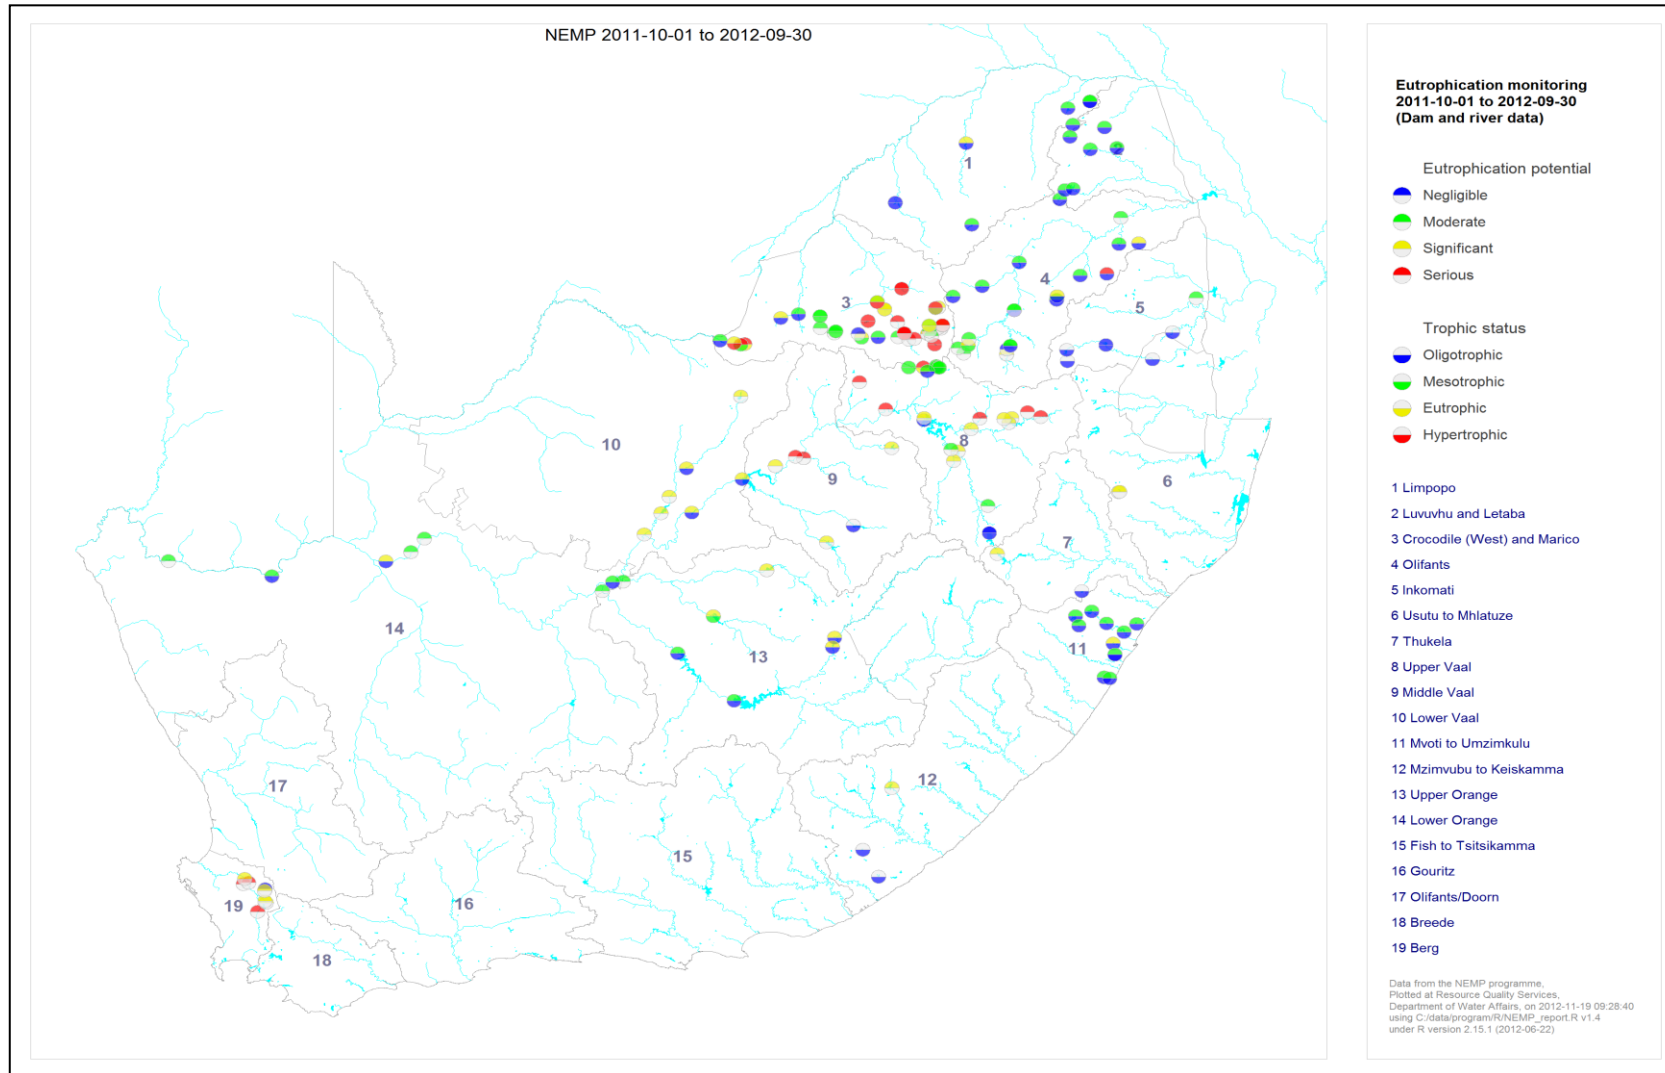 NEMP 2011-10-01 to 2012-09-30
1
2
3
4
5
6
7
8
9
10
11
12
13
14
15
16
17
18
19
Eutrophication monitoring
2011-10-01 to 2012-09-30
(Dam and river data)
Eutrophication potential
Negligible
Moderate
Significant
Serious
Trophic status
Oligotrophic
Mesotrophic
Eutrophic
Hypertrophic
1 Limpopo
2 Luvuvhu and Letaba
3 Crocodile (West) and Marico
4 Olifants
5 Inkomati
6 Usutu to Mhlatuze
7 Thukela
8 Upper Vaal
9 Middle Vaal
10 Lower Vaal
11 Mvoti to Umzimkulu
12 Mzimvubu to Keiskamma
13 Upper Orange
14 Lower Orange
15 Fish to Tsitsikamma
16 Gouritz
17 Olifants/Doorn
18 Breede
19 Berg
Data from the NEMP programme,
Plotted at Resource Quality Services,
Department of Water Affairs, on 2012-11-19 09:28:40
using C:/data/program/R/NEMP_report.R v1.4
under R version 2.15.1 (2012-06-22)